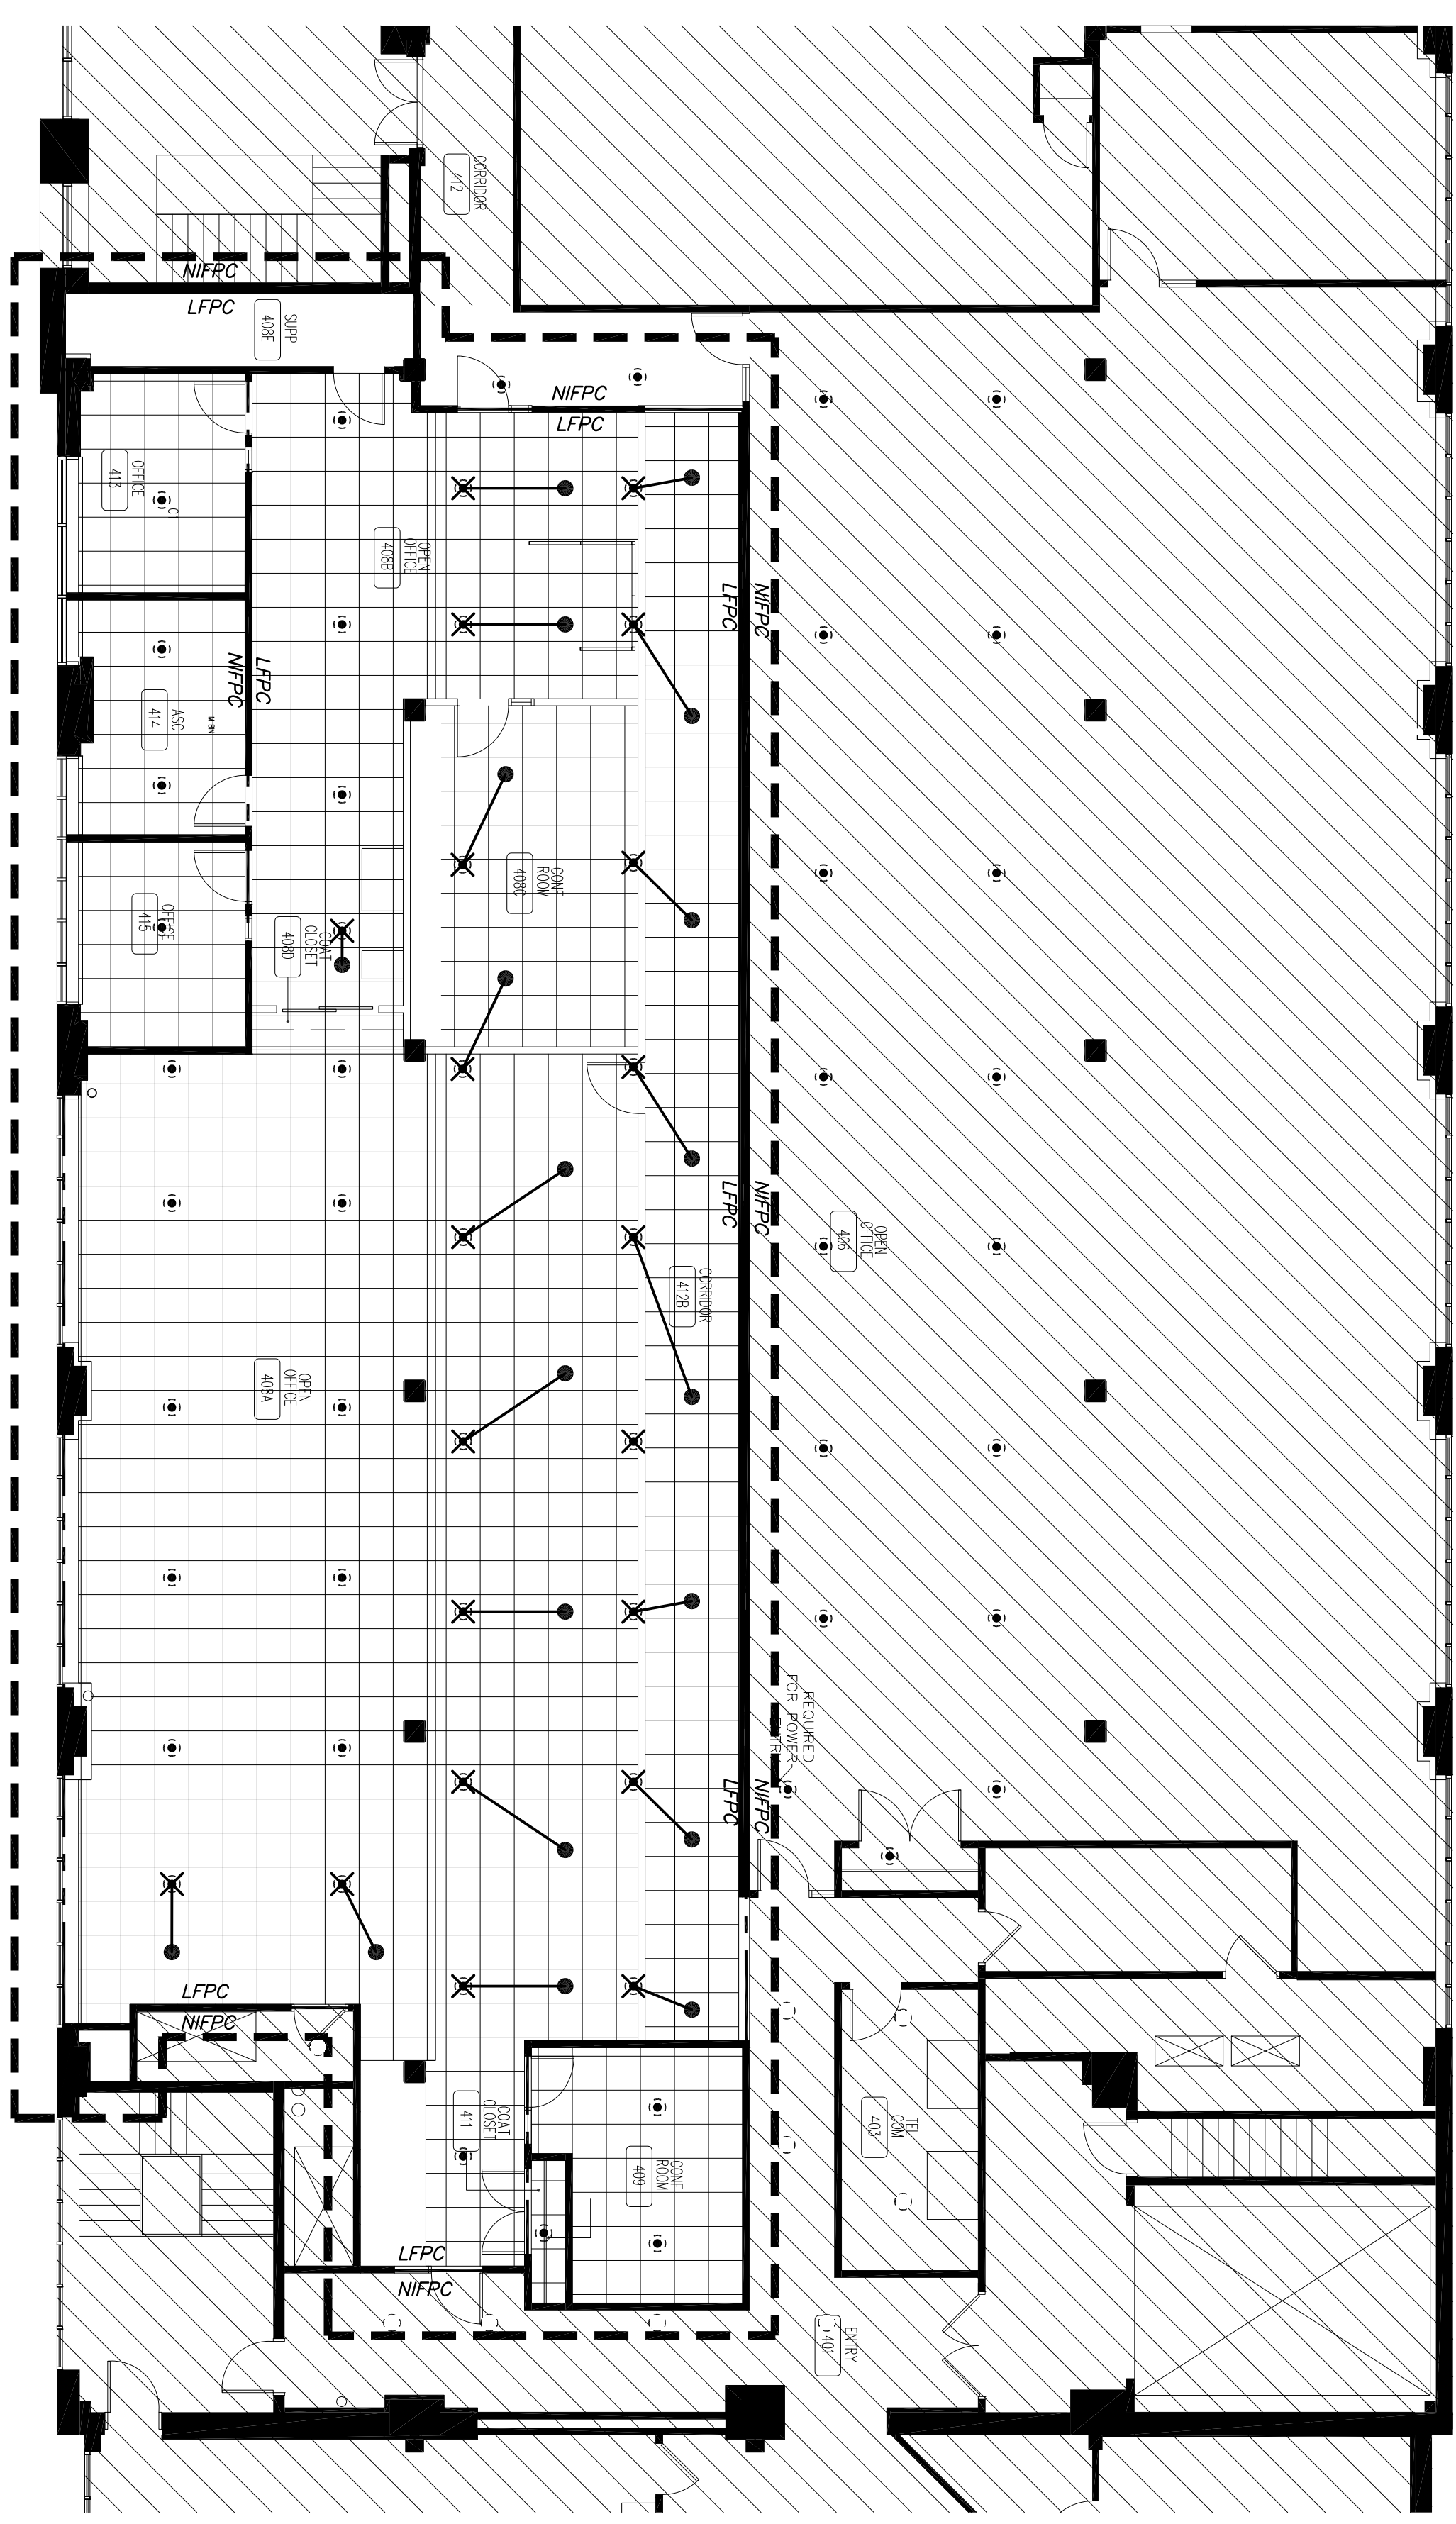 CORRIDOR
412
NIFPC
LFPC
SUPP
408E
NIFPC
LFPC
OFFICE
413
C
OPEN
OFFICE
408B
LFPC
NIFPC
LFPC
NIFPC
ASC
414
CONF
ROOM
408C
OFFICE
415
COAT
CLOSET
408D
LFPC
NIFPC
OPEN
OFFICE
406
CORRIDOR
412B
OPEN
OFFICE
408A
REQUIRED
FOR POWER
ENTRY
LFPC
NIFPC
LFPC
NIFPC
COAT
CLOSET
411
CONF
ROOM
409
TEL
COM
403
LFPC
NIFPC
ENTRY
401